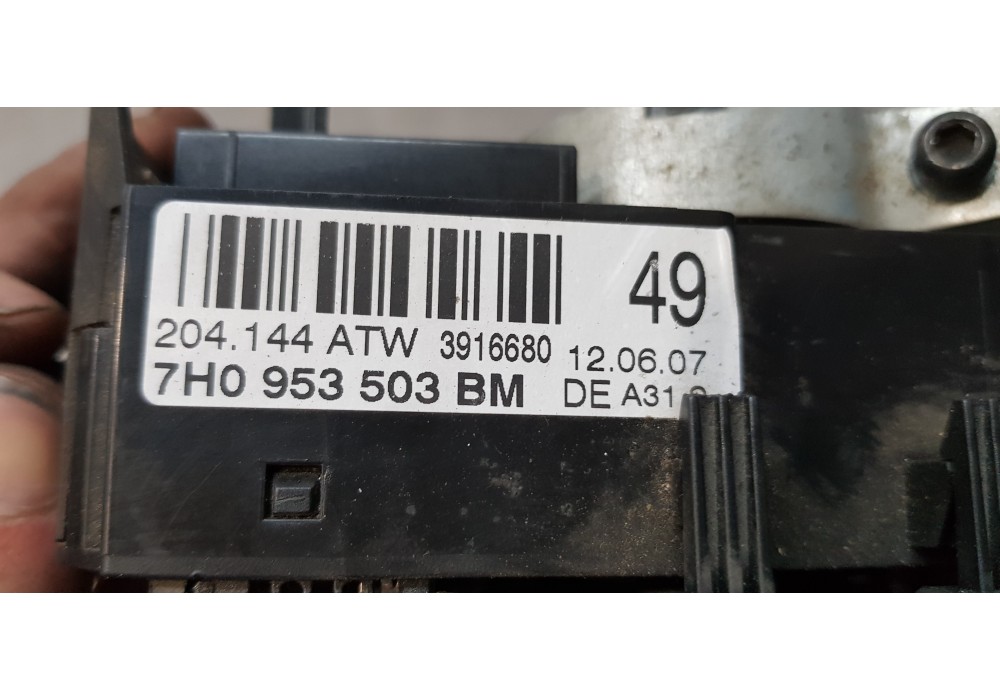 49
204.144 ATW 3916680 12.06.07
7H0 953 503 BM DE A31